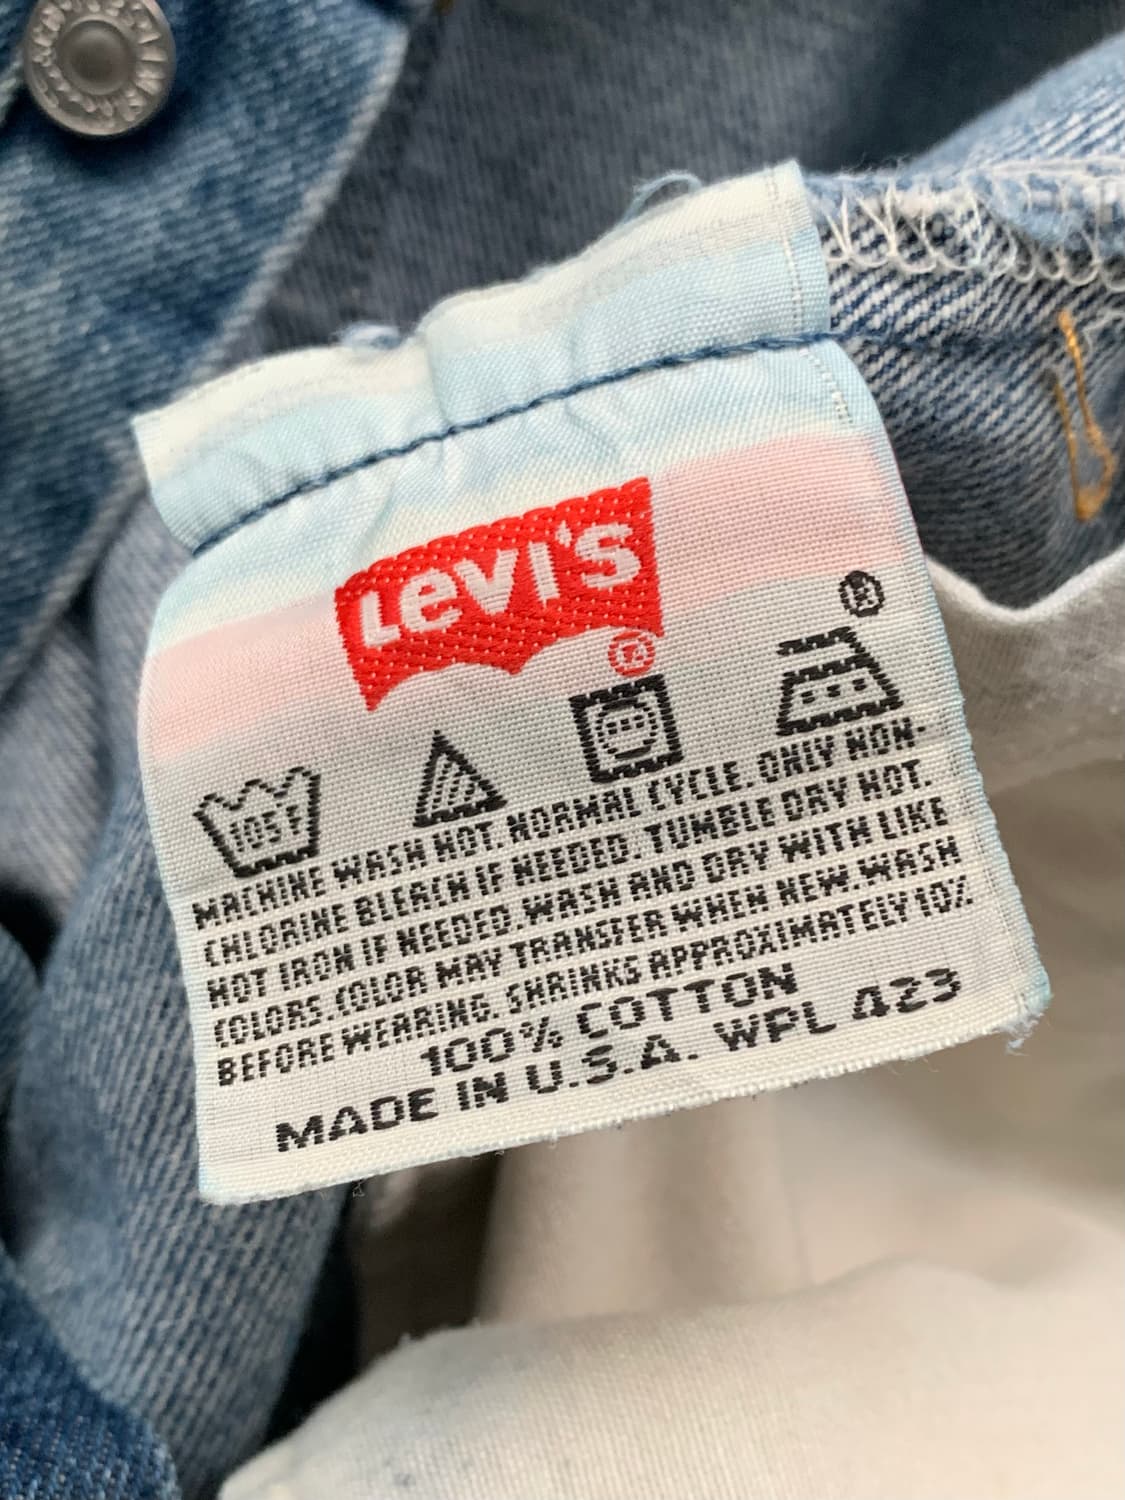 Levi's
®
®
105F
MACHINE WASH HOT. NORMAL CYCLE. ONLY NON-
CHLORINE BLEACH IF NEEDED. TUMBLE DRY HOT.
HOT IRON IF NEEDED. WASH AND DRY WITH LIKE
COLORS. COLOR MAY TRANSFER WHEN NEW. WASH
BEFORE WEARING. SHRINKS APPROXIMATELY 10%
100% COTTON
MADE IN U.S.A. WPL 423